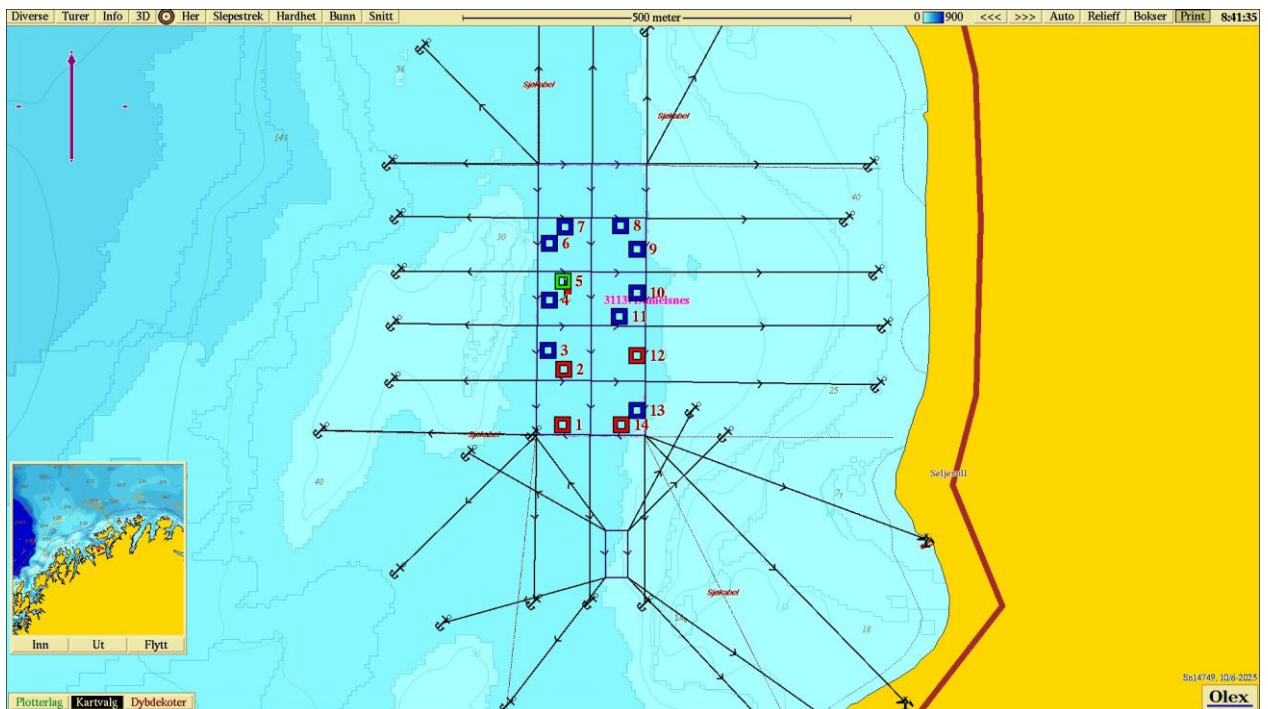 Diverse Turer Info 3D Her Slepestrek Hardhet Bunn Snitt 500 meter 0 900 <<< >>> Auto Relieff Bokser Print 8:41:35
56
Sjøkabel
Sjøkabel
143
40
30
7 8
6 9
5
4 10
11
3 12
2
25
13
1 14
Sjøkabel
40
Seljevoll
7
Sjøkabel
18
Inn Ut Flytt
Sn14749, 10/6-2025
Plotterlag Kartvalg Dybdekoter Olex